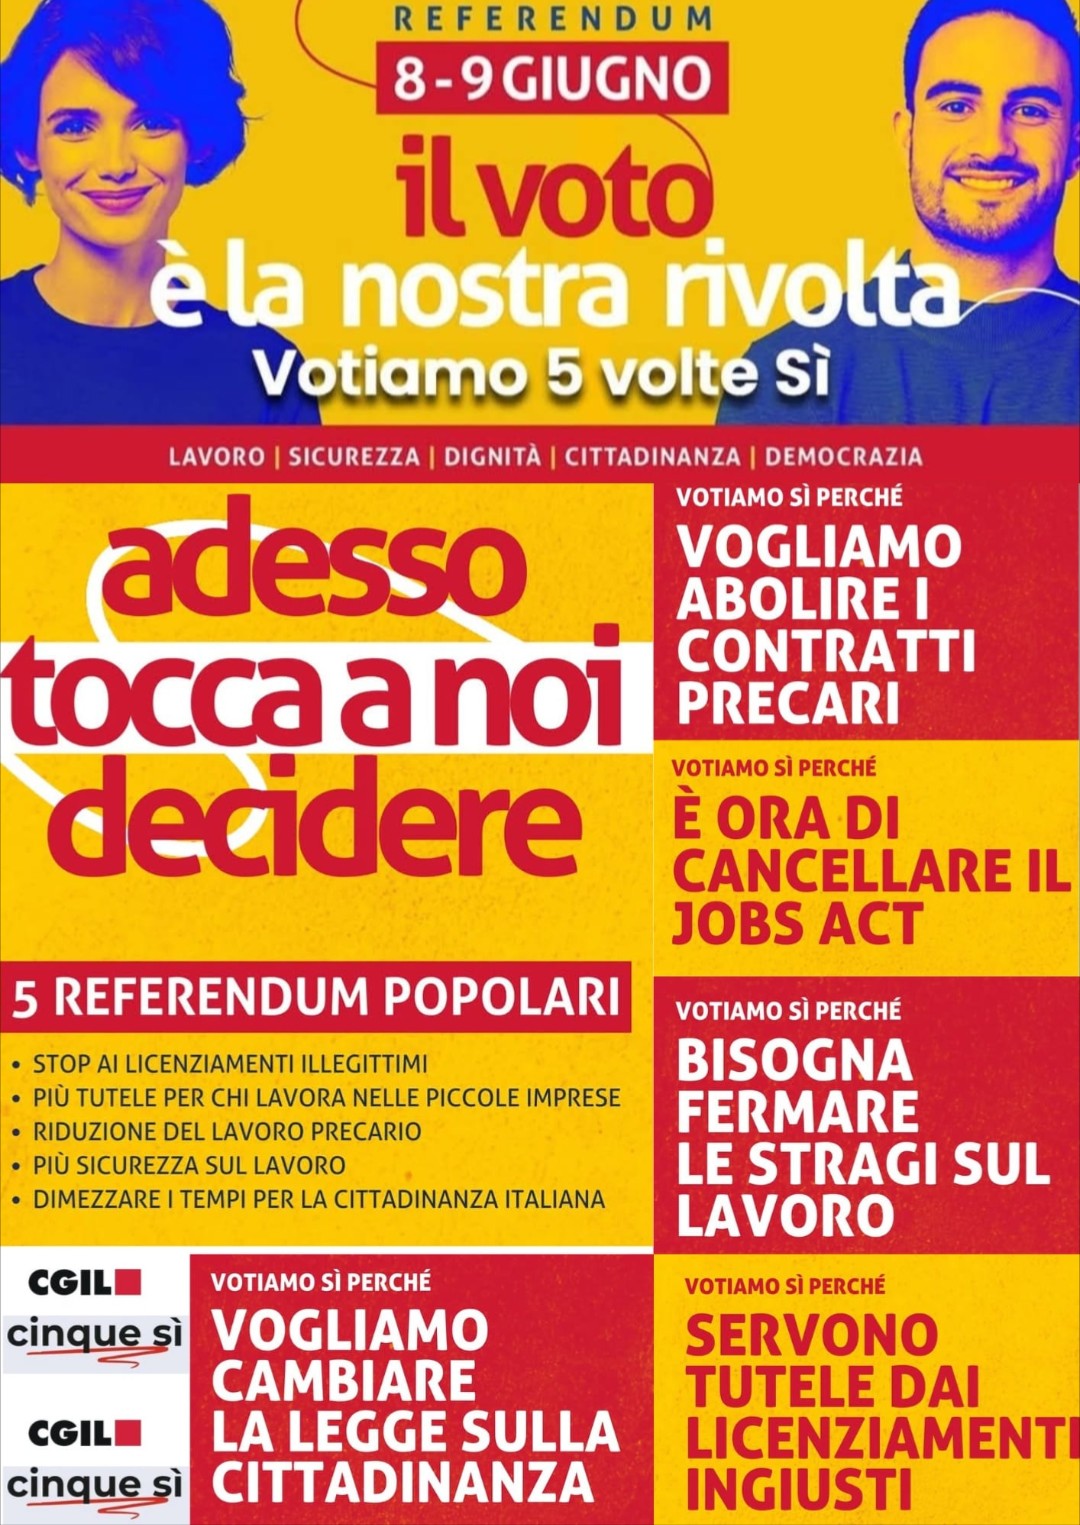 REFERENDUM
8-9 GIUGNO
il voto
è la nostra rivolta
Votiamo 5 volte Sì
LAVORO | SICUREZZA | DIGNITÀ | CITTADINANZA | DEMOCRAZIA
adesso
tocca a noi
decidere
5 REFERENDUM POPOLARI
• STOP AI LICENZIAMENTI ILLEGITTIMI
• PIÙ TUTELE PER CHI LAVORA NELLE PICCOLE IMPRESE
• RIDUZIONE DEL LAVORO PRECARIO
• PIÙ SICUREZZA SUL LAVORO
• DIMEZZARE I TEMPI PER LA CITTADINANZA ITALIANA
VOTIAMO SÌ PERCHÉ
VOGLIAMO
ABOLIRE I
CONTRATTI
PRECARI
VOTIAMO SÌ PERCHÉ
È ORA DI
CANCELLARE IL
JOBS ACT
VOTIAMO SÌ PERCHÉ
BISOGNA
FERMARE
LE STRAGI SUL
LAVORO
CGIL
cinque sì
CGIL
cinque sì
VOTIAMO SÌ PERCHÉ
VOGLIAMO
CAMBIARE
LA LEGGE SULLA
CITTADINANZA
VOTIAMO SÌ PERCHÉ
SERVONO
TUTELE DAI
LICENZIAMENTI
INGIUSTI